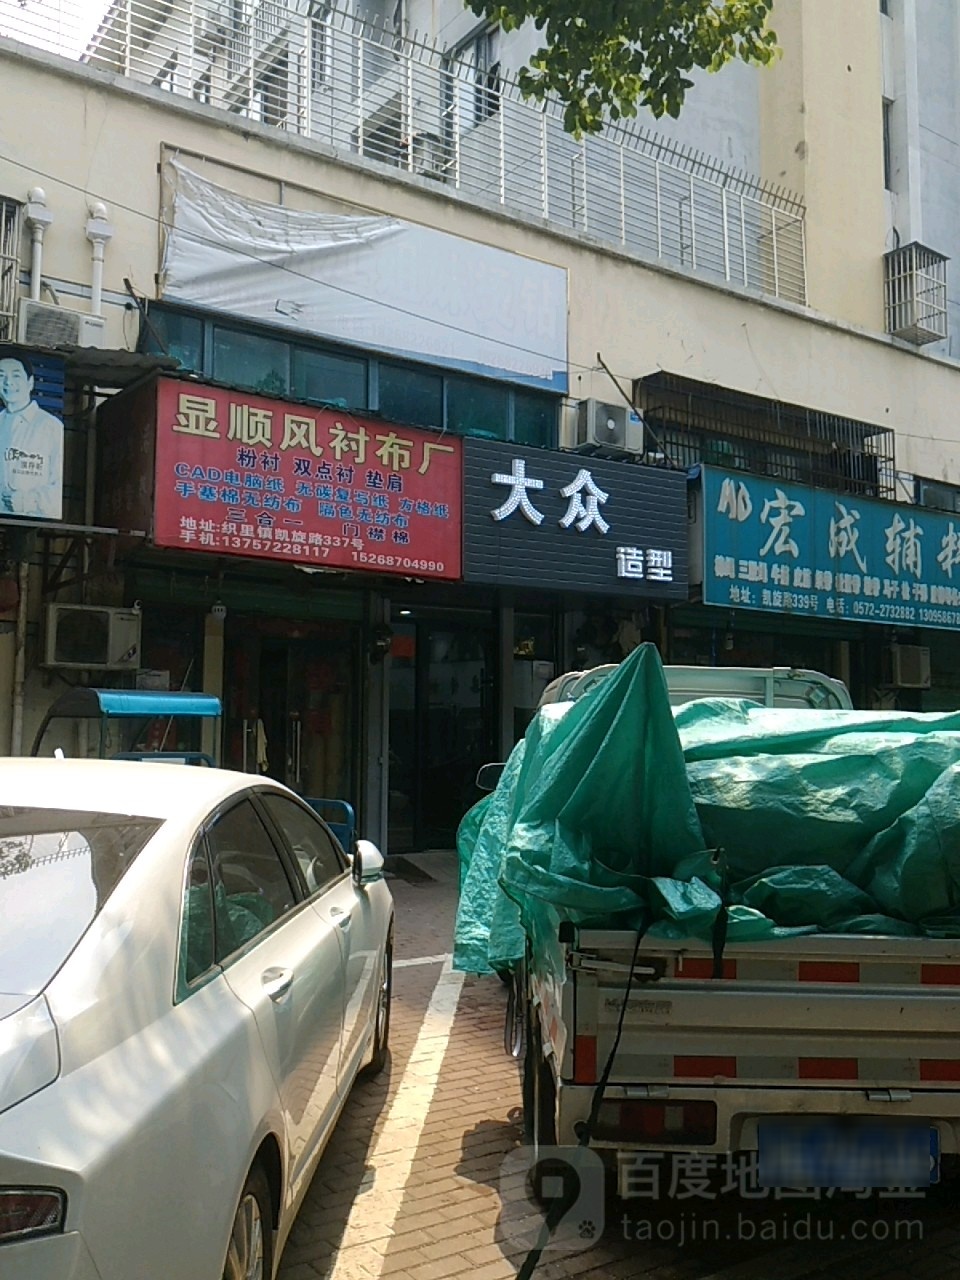 显顺风衬布厂
粉衬 双点衬 垫肩
CAD电脑纸 无碳复写纸 方格纸
手塞棉无纺布 隔色无纺布
三合一 门襟棉
地址:织里镇凯旋路337号
手机:13757228117 15268704990
大众
造型
宏成辅料
地址: 凯旋路339号 电话: 0572-2732882
百度地图淘金
taojin.baidu.com